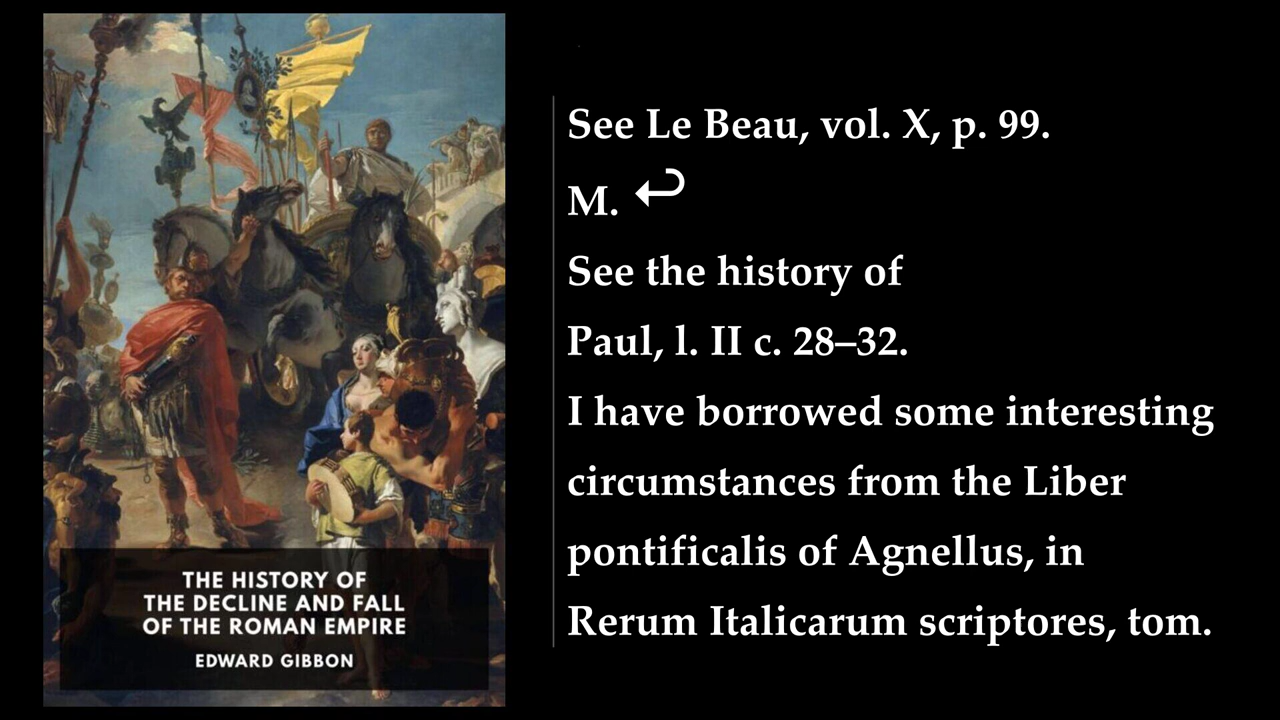 THE HISTORY OF
THE DECLINE AND FALL
OF THE ROMAN EMPIRE
EDWARD GIBBON
See Le Beau, vol. X, p. 99.
M. ↩
See the history of
Paul, l. II c. 28–32.
I have borrowed some interesting
circumstances from the Liber
pontificalis of Agnellus, in
Rerum Italicarum scriptores, tom.